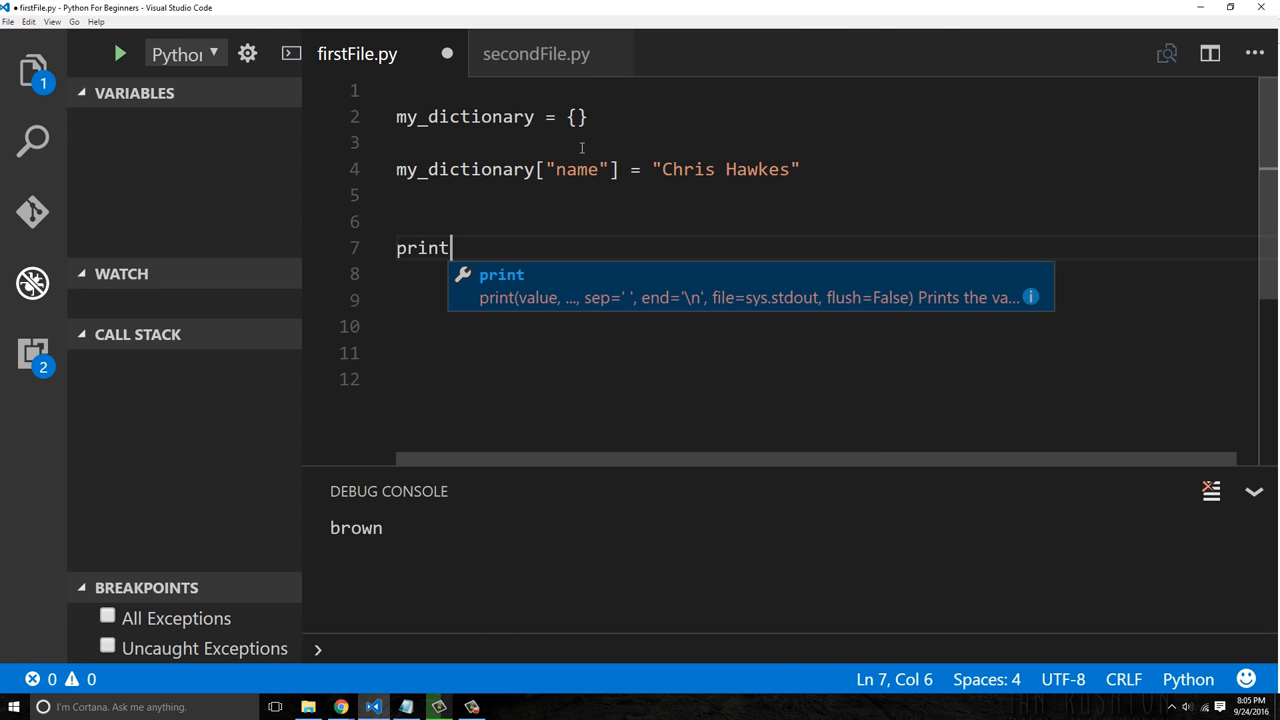 firstFile.py - Python For Beginners - Visual Studio Code
File Edit View Go Help
Python
firstFile.py
secondFile.py
VARIABLES
WATCH
CALL STACK
BREAKPOINTS
All Exceptions
Uncaught Exceptions
1
2
1
2 my_dictionary = {}
3
4 my_dictionary["name"] = "Chris Hawkes"
5
6
7 print
8
9
10
11
12
print
print(value, ..., sep=' ', end='\n', file=sys.stdout, flush=False) Prints the va...
DEBUG CONSOLE
brown
0 0
Ln 7, Col 6 Spaces: 4 UTF-8 CRLF Python
I'm Cortana. Ask me anything.
8:05 PM
9/24/2016